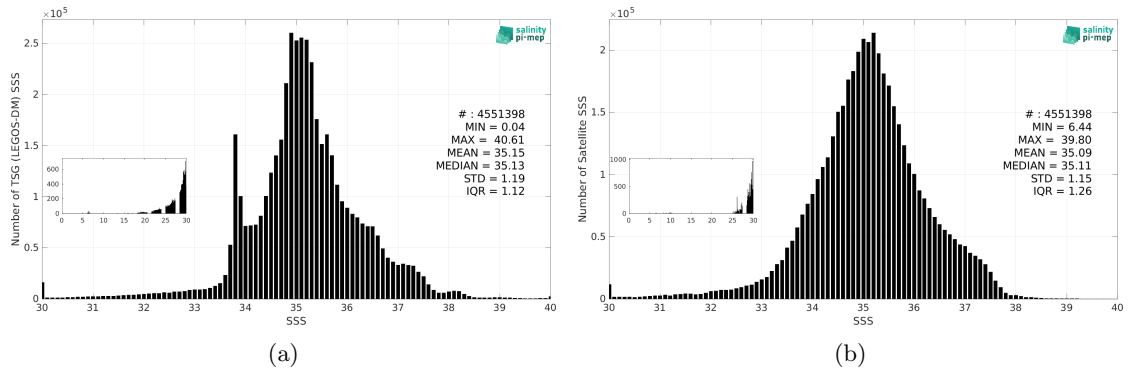 ×10⁵
salinity
pi-mep
2.5
2
1.5
1
0.5
0
Number of TSG (LEGOS-DM) SSS
# : 4551398
MIN = 0.04
MAX = 40.61
MEAN = 35.15
MEDIAN = 35.13
STD = 1.19
IQR = 1.12
600
400
200
0
0 5 10 15 20 25 30
30 31 32 33 34 35 36 37 38 39 40
SSS
(a)
×10⁵
salinity
pi-mep
2
1.5
1
0.5
0
Number of Satellite SSS
# : 4551398
MIN = 6.44
MAX = 39.80
MEAN = 35.09
MEDIAN = 35.11
STD = 1.15
IQR = 1.26
1000
500
0
0 5 10 15 20 25 30
30 31 32 33 34 35 36 37 38 39 40
SSS
(b)